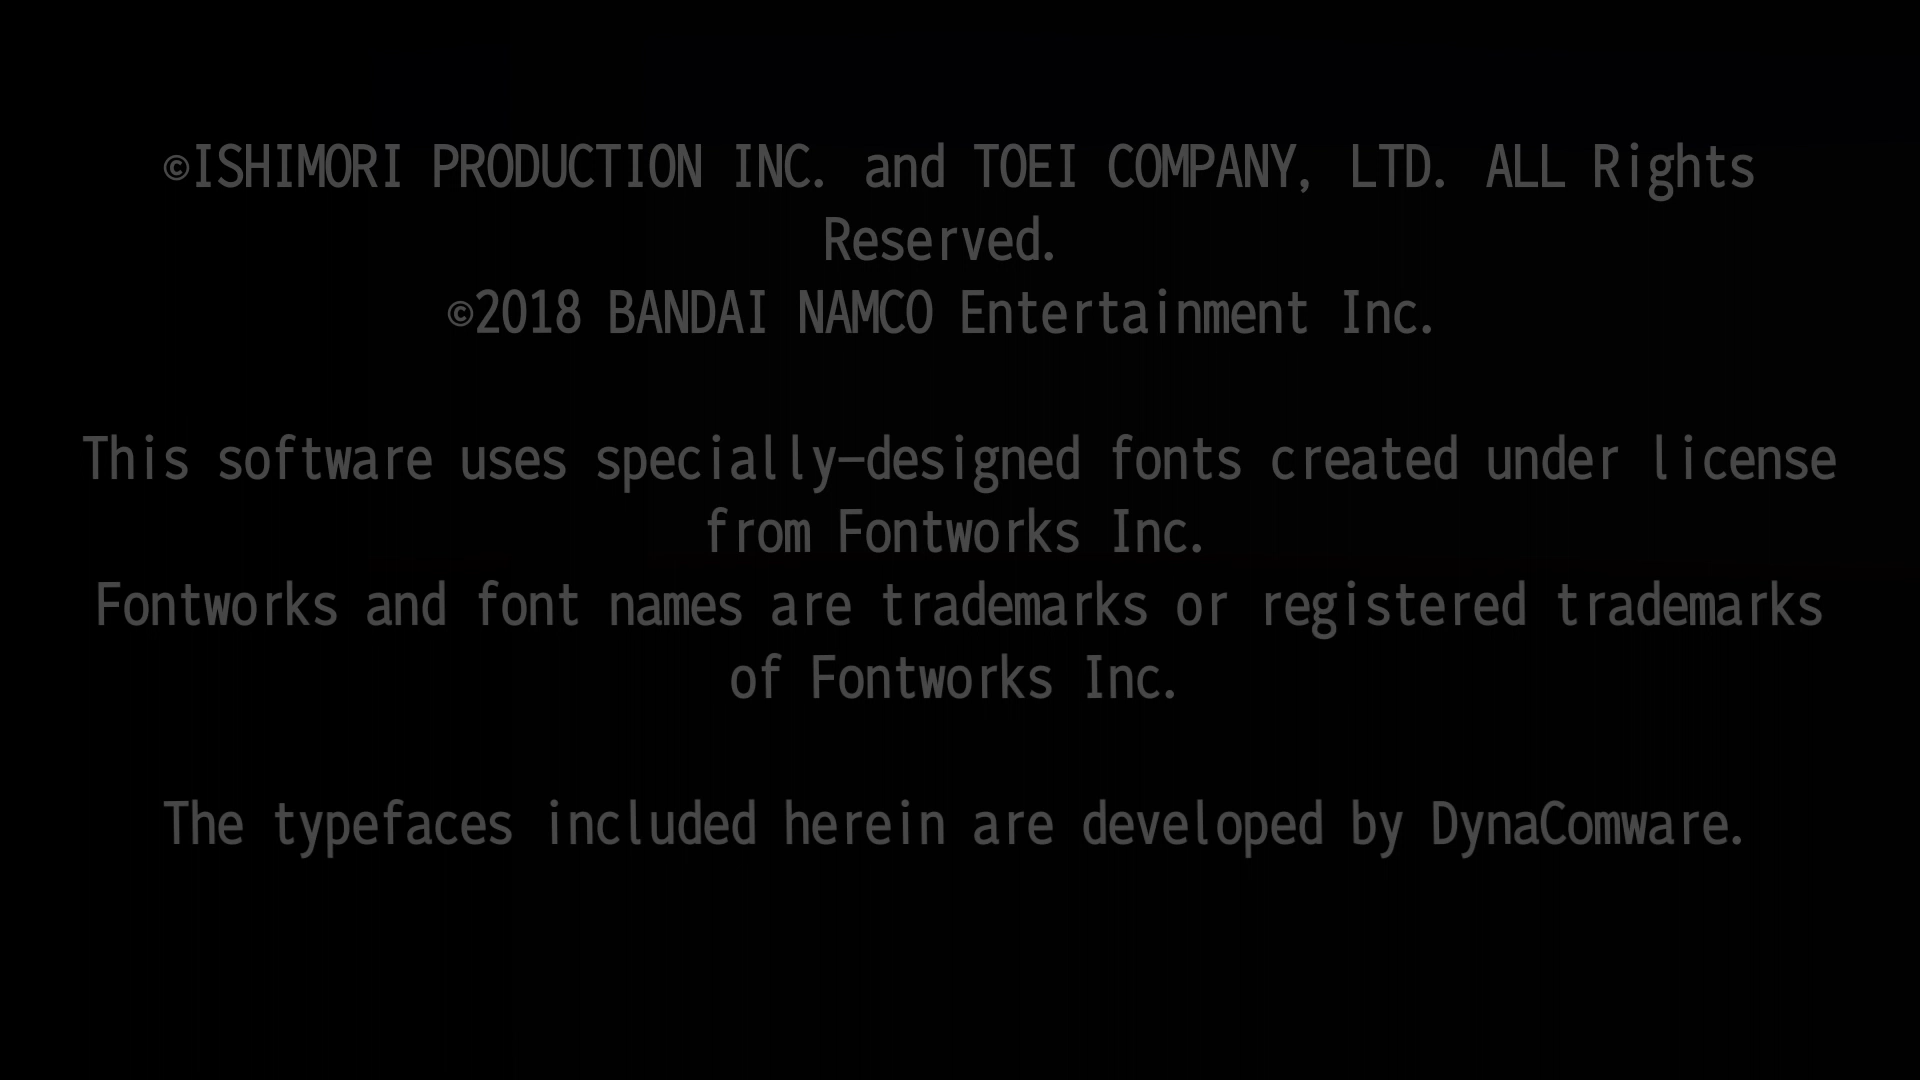 ©ISHIMORI PRODUCTION INC. and TOEI COMPANY, LTD. ALL Rights
Reserved.
©2018 BANDAI NAMCO Entertainment Inc.
This software uses specially–designed fonts created under license
from Fontworks Inc.
Fontworks and font names are trademarks or registered trademarks
of Fontworks Inc.
The typefaces included herein are developed by DynaComware.